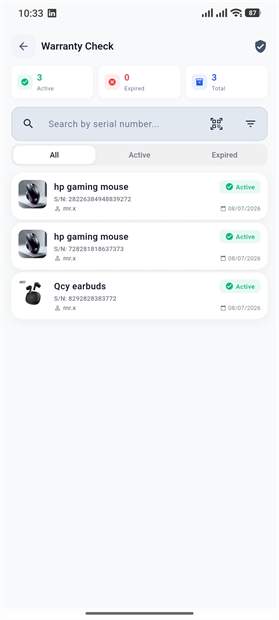 10:33
87
Warranty Check
3
Active
0
Expired
3
Total
Search by serial number...
All Active Expired
hp gaming mouse
Active
S/N: 28226384948839272
mr.x
08/07/2026
hp gaming mouse
Active
S/N: 728281818637373
mr.x
08/07/2026
Qcy earbuds
Active
S/N: 8292828383772
mr.x
08/07/2026